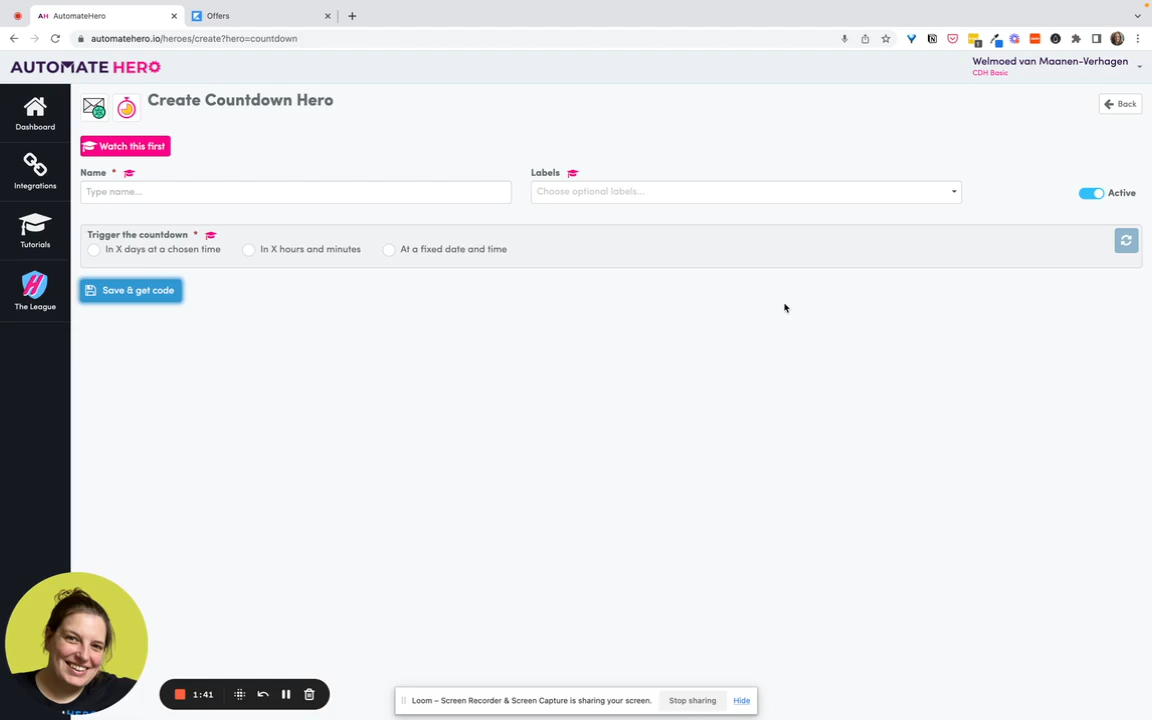 AH AutomateHero
Offers
automatehero.io/heroes/create?hero=countdown
AUTOMATE HERO
Welmoed van Maanen-Verhagen
CDH Basic
Dashboard
Integrations
Tutorials
The League
Create Countdown Hero
Back
Watch this first
Name *
Labels
Type name...
Choose optional labels...
Active
Trigger the countdown *
In X days at a chosen time
In X hours and minutes
At a fixed date and time
Save & get code
1:41
Loom – Screen Recorder & Screen Capture is sharing your screen.
Stop sharing
Hide